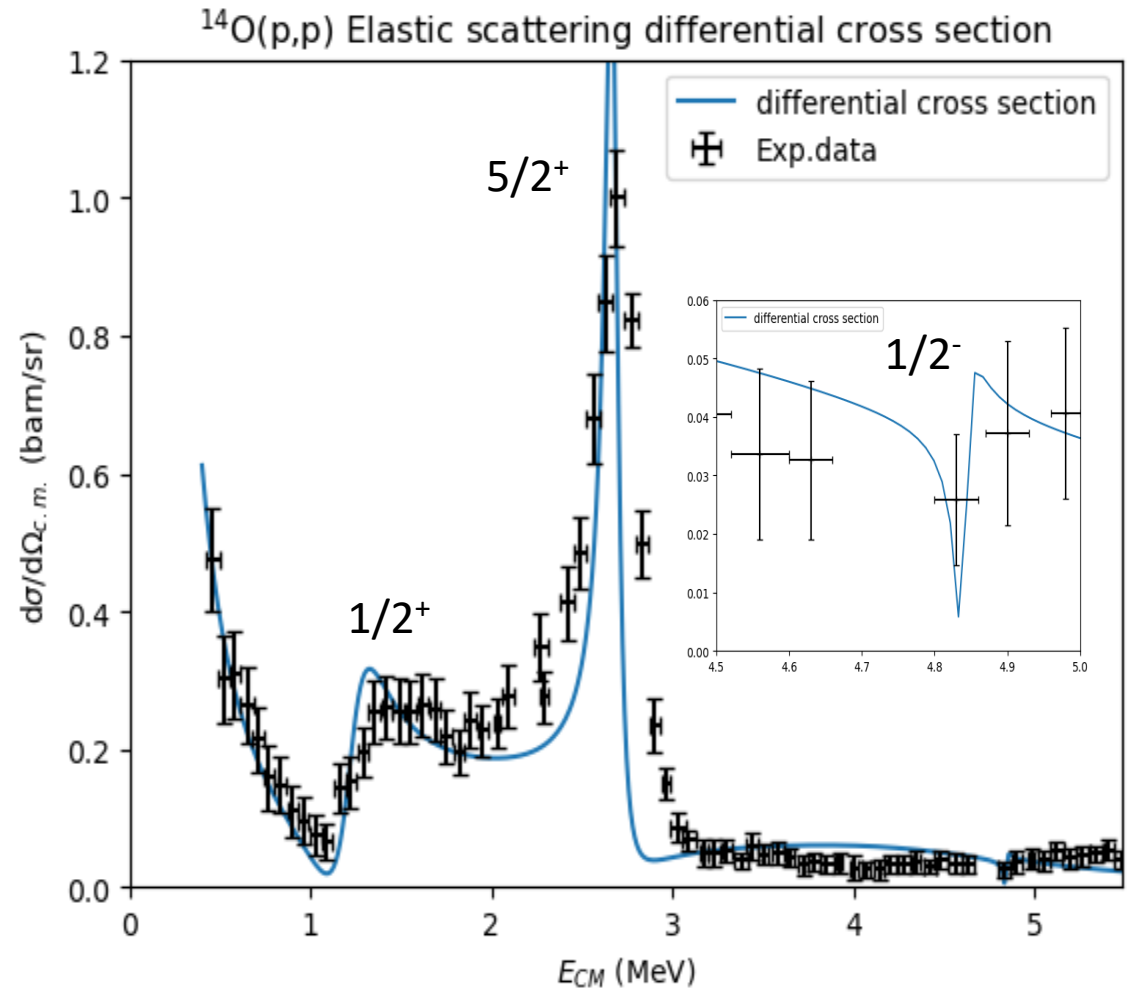 ¹⁴O(p,p) Elastic scattering differential cross section
1.2
1.0
0.8
0.6
0.4
0.2
0.0
dσ/dΩc.m. (barn/sr)
differential cross section
Exp.data
5/2⁺
1/2⁺
0.06
0.05
0.04
0.03
0.02
0.01
0.00
differential cross section
1/2⁻
4.5 4.6 4.7 4.8 4.9 5.0
0 1 2 3 4 5
E_CM (MeV)